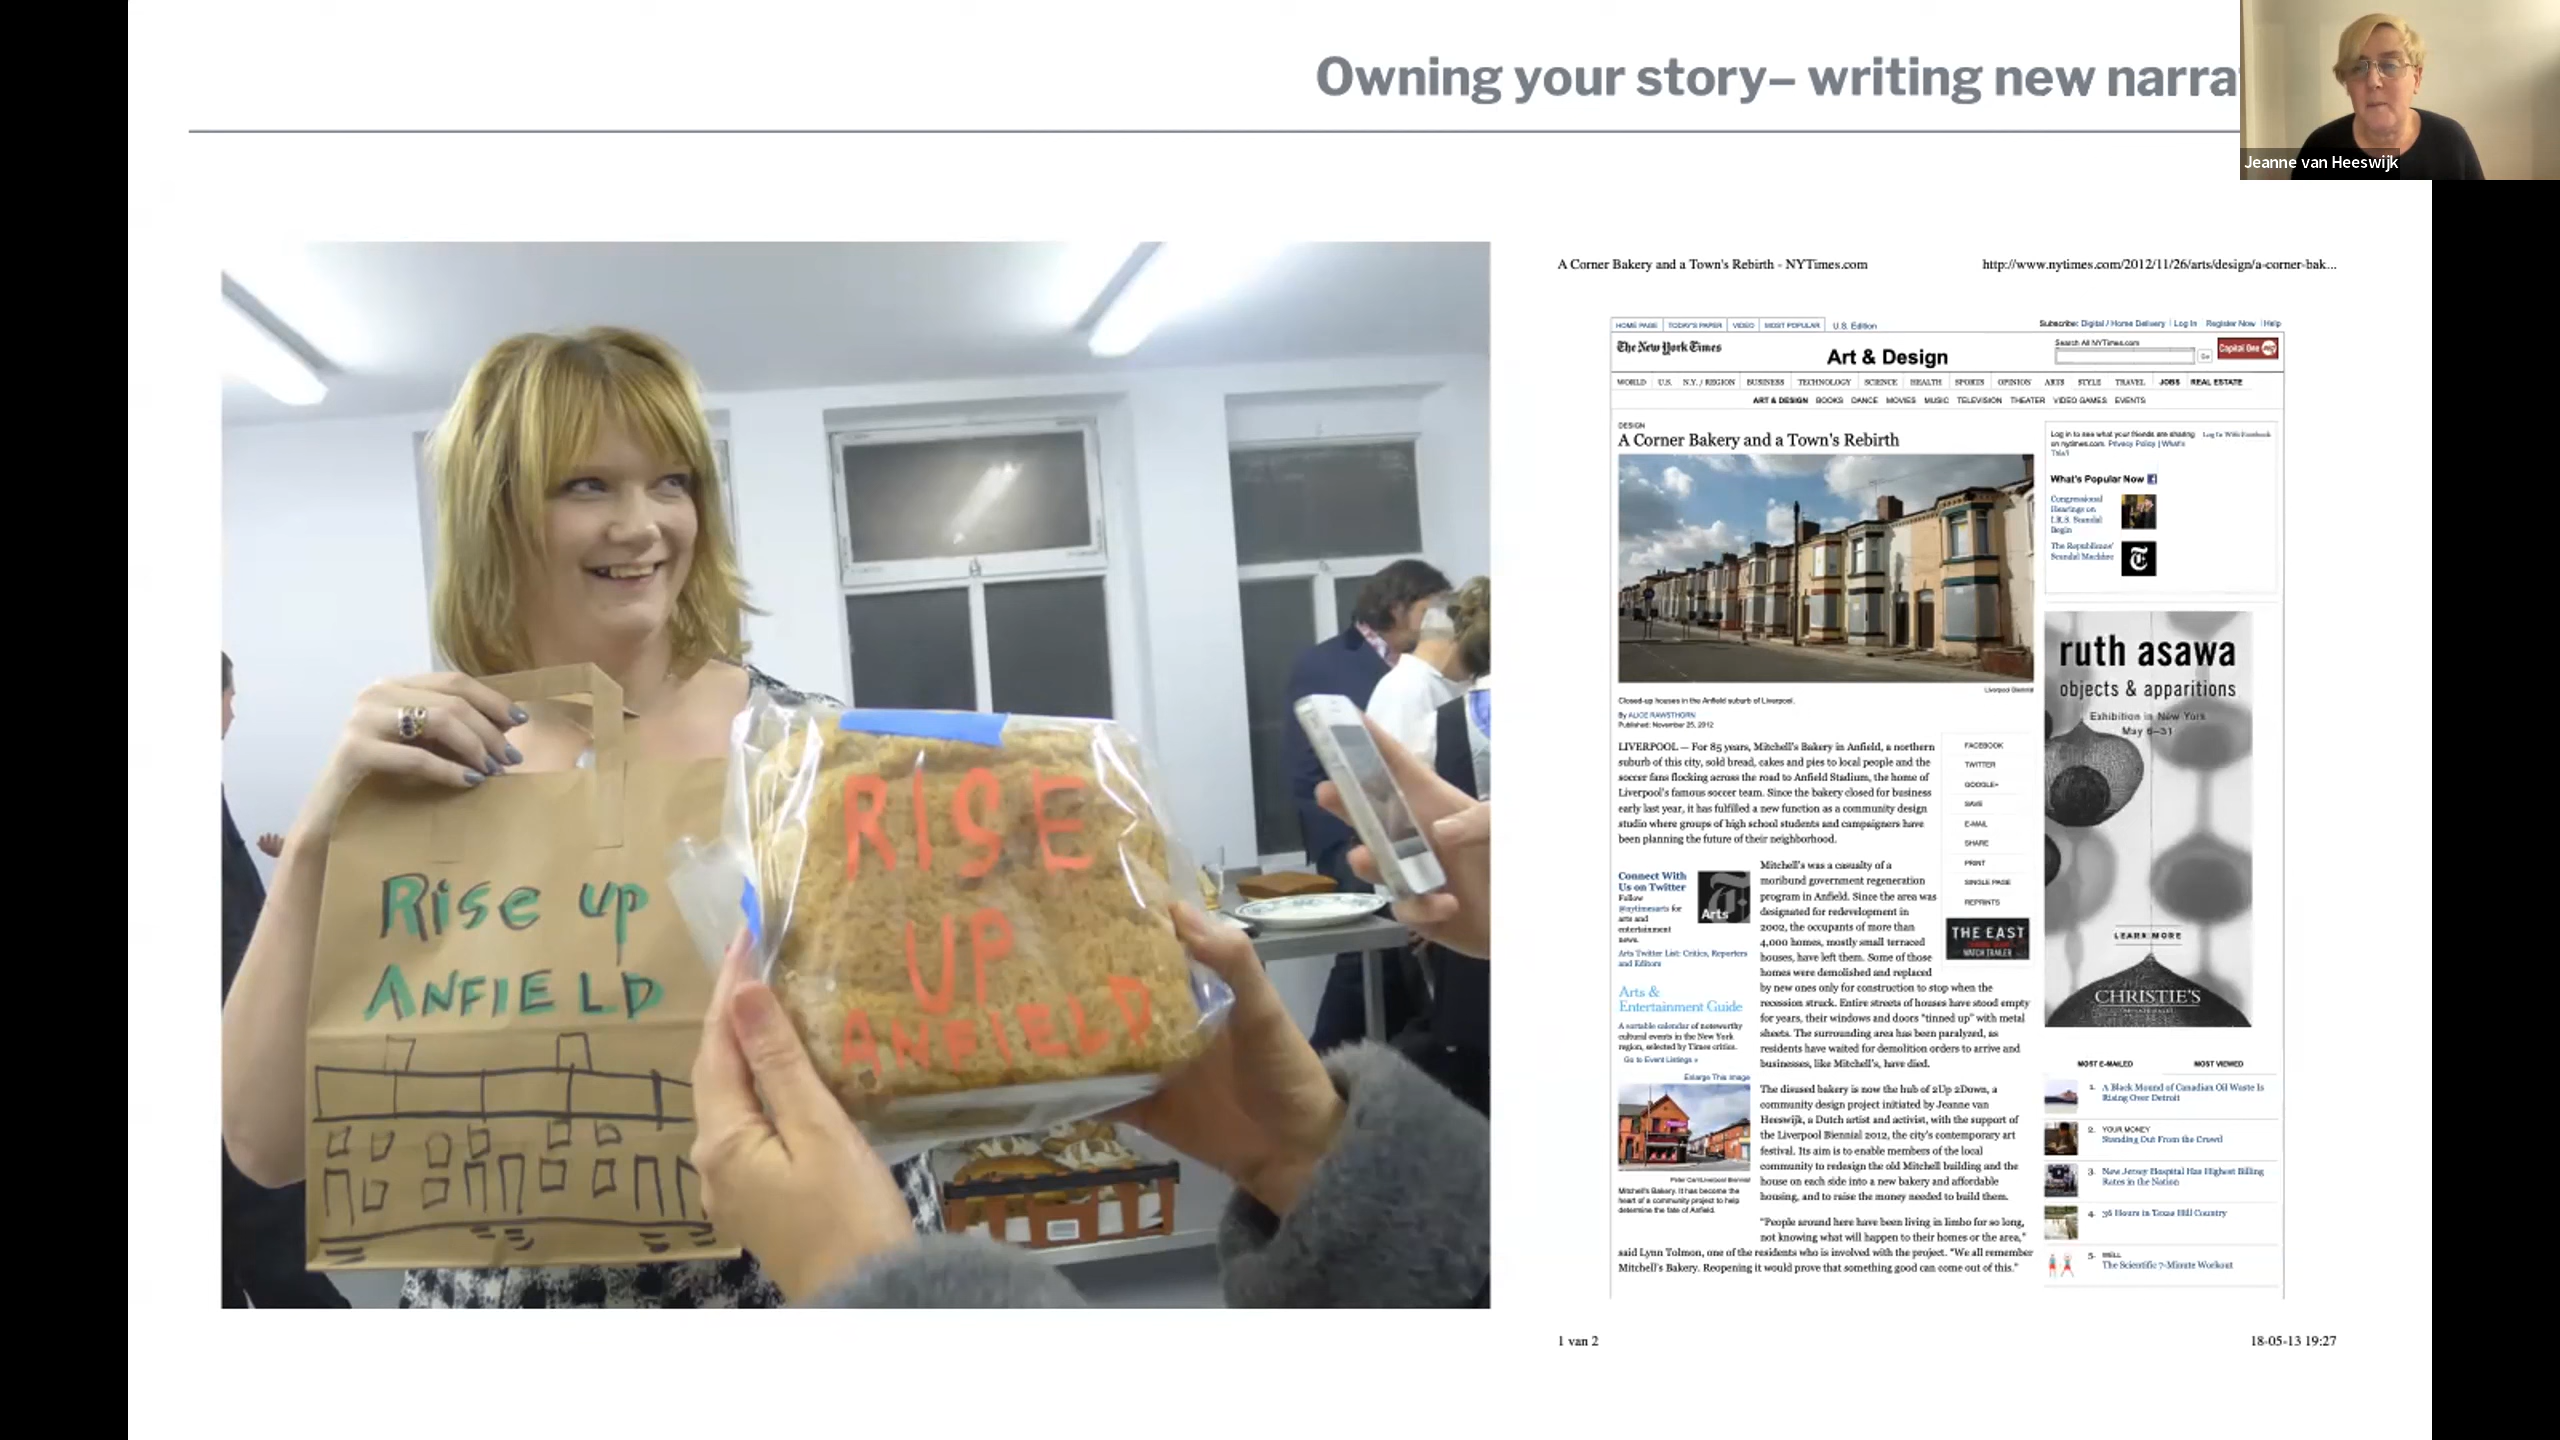 Owning your story– writing new narra
Jeanne van Heeswijk
Rise up
ANFIELD
RISE
UP
ANFIELD
A Corner Bakery and a Town's Rebirth - NYTimes.com
http://www.nytimes.com/2012/11/26/arts/design/a-corner-bak...
HOME PAGE TODAY'S PAPER VIDEO MOST POPULAR U.S. Edition
Subscribe: Digital / Home Delivery Log In Register Now Help
The New York Times
Art & Design
Search All NYTimes.com
Go
Capital One
WORLD U.S. N.Y. / REGION BUSINESS TECHNOLOGY SCIENCE HEALTH SPORTS OPINION ARTS STYLE TRAVEL JOBS REAL ESTATE
ART & DESIGN BOOKS DANCE MOVIES MUSIC TELEVISION THEATER VIDEO GAMES EVENTS
DESIGN
A Corner Bakery and a Town's Rebirth
Liverpool Biennial
Closed-up houses in the Anfield suburb of Liverpool.
By ALICE RAWSTHORN
Published: November 25, 2012
LIVERPOOL — For 85 years, Mitchell's Bakery in Anfield, a northern
suburb of this city, sold bread, cakes and pies to local people and the
soccer fans flocking across the road to Anfield Stadium, the home of
Liverpool's famous soccer team. Since the bakery closed for business
early last year, it has fulfilled a new function as a community design
studio where groups of high school students and campaigners have
been planning the future of their neighborhood.
FACEBOOK
TWITTER
GOOGLE+
SAVE
E-MAIL
SHARE
PRINT
SINGLE PAGE
REPRINTS
THE EAST
WATCH TRAILER
Connect With
Us on Twitter
Follow
@nytimesarts for
arts and
entertainment
news.
Arts
Arts Twitter List: Critics, Reporters
and Editors
Arts &
Entertainment Guide
A sortable calendar of noteworthy
cultural events in the New York
region, selected by Times critics.
Go to Event Listings »
Enlarge This Image
Peter Carr/Liverpool Biennial
Mitchell's Bakery. It has become the
heart of a community project to help
determine the fate of Anfield.
Mitchell's was a casualty of a
moribund government regeneration
program in Anfield. Since the area was
designated for redevelopment in
2002, the occupants of more than
4,000 homes, mostly small terraced
houses, have left them. Some of those
homes were demolished and replaced
by new ones only for construction to stop when the
recession struck. Entire streets of houses have stood empty
for years, their windows and doors "tinned up" with metal
sheets. The surrounding area has been paralyzed, as
residents have waited for demolition orders to arrive and
businesses, like Mitchell's, have died.
The disused bakery is now the hub of 2Up 2Down, a
community design project initiated by Jeanne van
Heeswijk, a Dutch artist and activist, with the support of
the Liverpool Biennial 2012, the city's contemporary art
festival. Its aim is to enable members of the local
community to redesign the old Mitchell building and the
house on each side into a new bakery and affordable
housing, and to raise the money needed to build them.
"People around here have been living in limbo for so long,
not knowing what will happen to their homes or the area,"
said Lynn Tolmon, one of the residents who is involved with the project. "We all remember
Mitchell's Bakery. Reopening it would prove that something good can come out of this."
Log in to see what your friends are sharing
on nytimes.com. Privacy Policy | What's
This?
Log In With Facebook
What's Popular Now
Congressional
Hearings on
I.R.S. Scandal
Begin
The Republicans'
Scandal Machine
ruth asawa
objects & apparitions
Exhibition in New York
May 6–31
LEARN MORE
CHRISTIE'S
MOST E-MAILED MOST VIEWED
1. A Black Mound of Canadian Oil Waste Is
Rising Over Detroit
2. YOUR MONEY
Standing Out From the Crowd
3. New Jersey Hospital Has Highest Billing
Rates in the Nation
4. 36 Hours in Texas Hill Country
5. WELL
The Scientific 7-Minute Workout
1 van 2
18-05-13 19:27